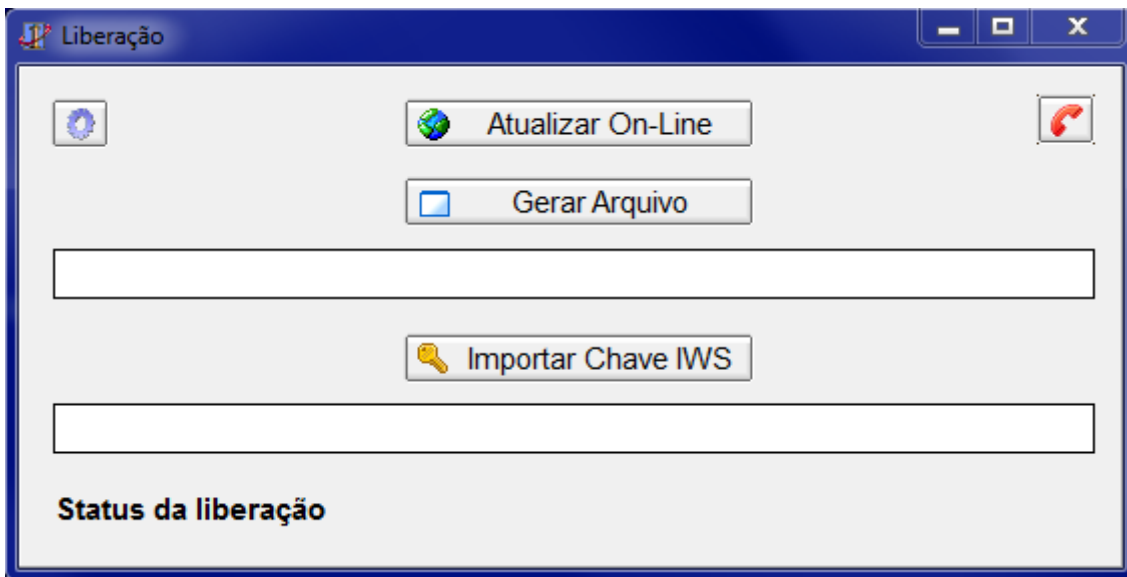 Liberação
Atualizar On-Line
Gerar Arquivo
Importar Chave IWS
Status da liberação